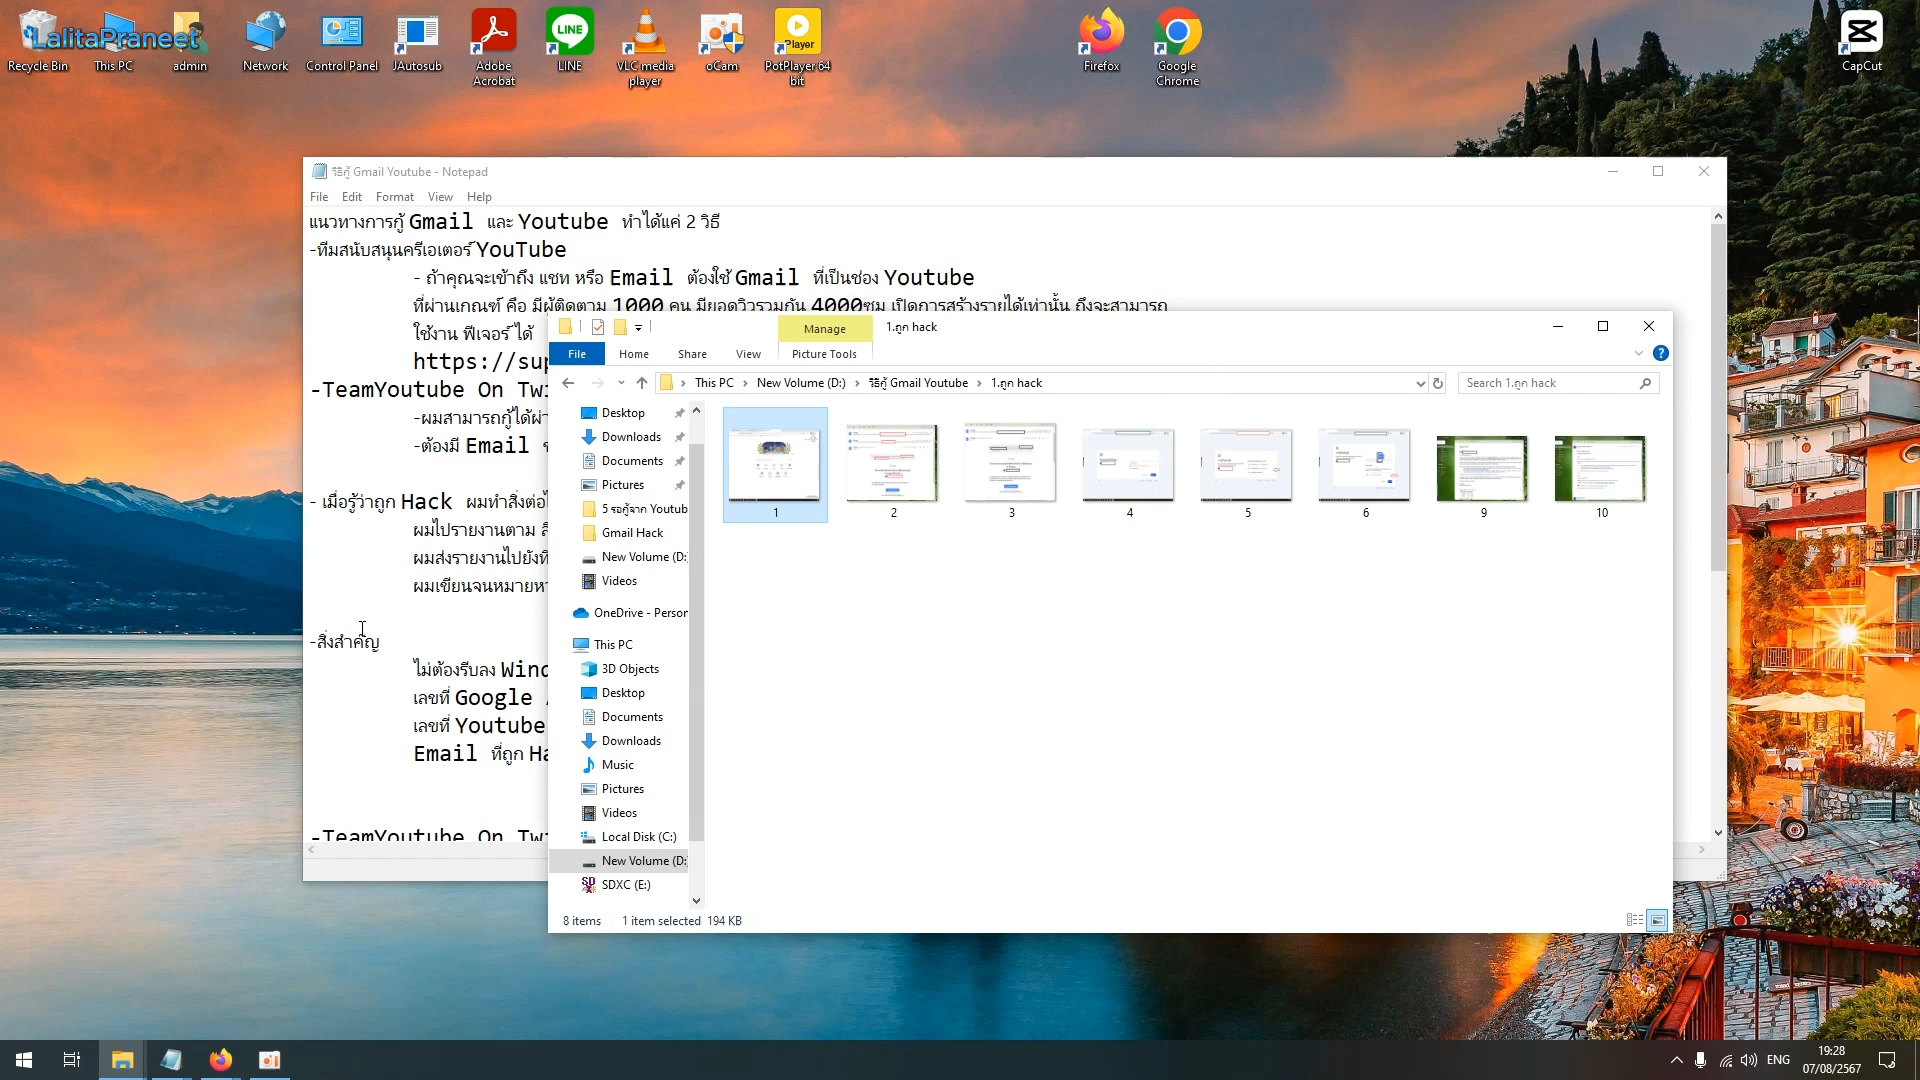 LalitaPraneet
Recycle Bin
This PC
admin
Network
Control Panel
JAutosub
Adobe Acrobat
LINE
VLC media player
oCam
Player
PotPlayer 64 bit
Firefox
Google Chrome
CapCut
วิธีกู้ Gmail Youtube - Notepad
File Edit Format View Help
แนวทางการกู้ Gmail และ Youtube ทำได้แค่ 2 วิธี
-ทีมสนับสนุนครีเอเตอร์ YouTube
- ถ้าคุณจะเข้าถึง แชท หรือ Email ต้องใช้ Gmail ที่เป็นช่อง Youtube
ที่ผ่านเกณฑ์ คือ มีผู้ติดตาม 1000 คน มียอดวิวรวมกัน 4000ชม เปิดการสร้างรายได้เท่านั้น ถึงจะสามารถ
ใช้งาน ฟีเจอร์ ได้
https://sup
-TeamYoutube On Twi
-ผมสามารถกู้ได้ผ่า
-ต้องมี Email
- เมื่อรู้ว่าถูก Hack ผมทำสิ่งต่อไ
ผมไปรายงานตาม
ผมส่งรายงานไปยังที
ผมเขียนจนหมายหา
-สิ่งสำคัญ
ไม่ต้องรีบลง Wind
เลขที่ Google
เลขที่ Youtube
Email ที่ถูก Ha
-TeamYoutube On Twi
Manage
1.ถูก hack
File Home Share View Picture Tools
This PC > New Volume (D:) > วิธีกู้ Gmail Youtube > 1.ถูก hack
Search 1.ถูก hack
Desktop
Downloads
Documents
Pictures
5 รอกู้จาก Youtub
Gmail Hack
New Volume (D:
Videos
OneDrive - Person
This PC
3D Objects
Desktop
Documents
Downloads
Music
Pictures
Videos
Local Disk (C:)
New Volume (D:
SDXC (E:)
1 2 3 4 5 6 9 10
8 items 1 item selected 194 KB
ENG
19:28
07/08/2567